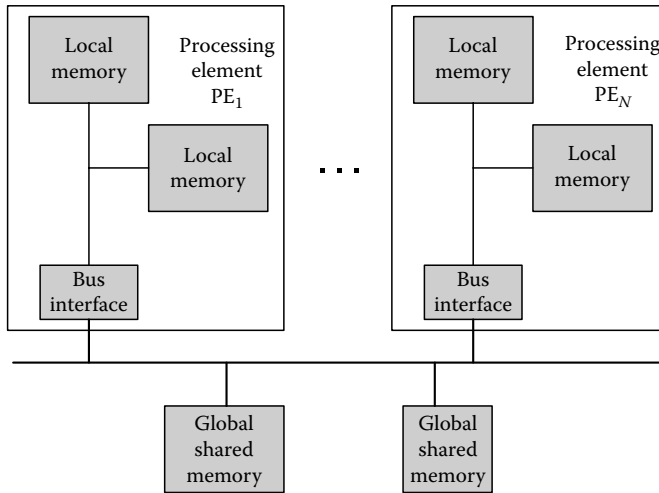 Local
memory
Processing
element
PE₁
Local
memory
Bus
interface
. . .
Local
memory
Processing
element
PE_N
Local
memory
Bus
interface
Global
shared
memory
Global
shared
memory